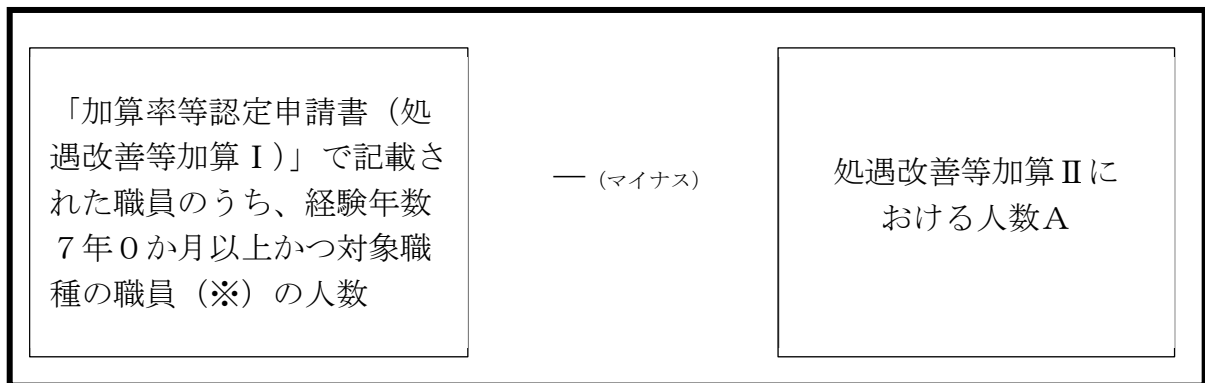 「加算率等認定申請書（処
遇改善等加算Ⅰ）」で記載さ
れた職員のうち、経験年数
７年０か月以上かつ対象職
種の職員（※）の人数
― （マイナス）
処遇改善等加算Ⅱに
おける人数Ａ